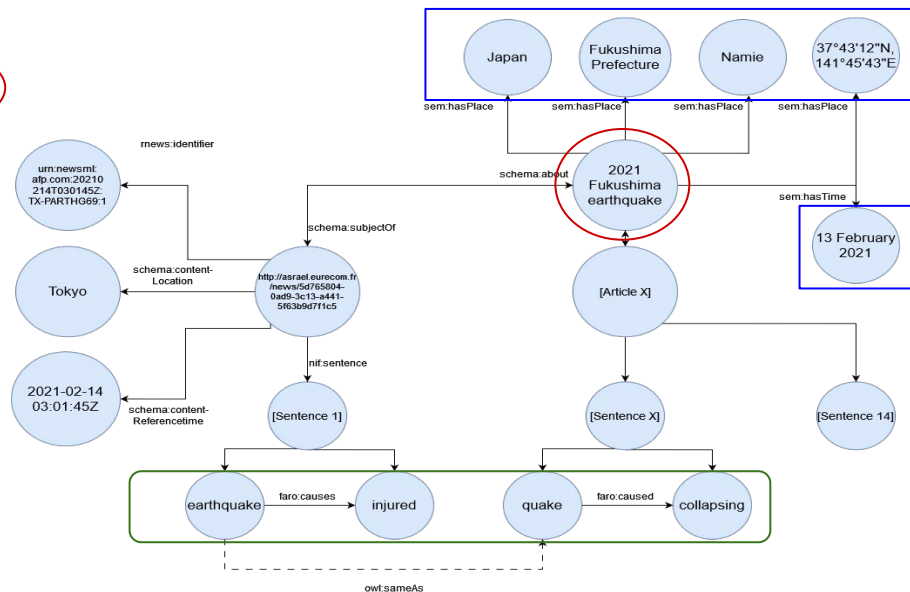 Japan
Fukushima
Prefecture
Namie
37°43'12"N,
141°45'43"E
sem:hasPlace
sem:hasPlace
sem:hasPlace
sem:hasPlace
rnews:identifier
urn:newsml:
afp.com:20210
214T030145Z:
TX-PARTHG69:1
schema:about
2021
Fukushima
earthquake
sem:hasTime
schema:subjectOf
13 February
2021
schema:content-
Location
Tokyo
http://asrael.eurecom.fr
/news/5d765804-
0ad9-3c13-a441-
5f63b9d7f1c5
[Article X]
nif:sentence
2021-02-14
03:01:45Z
schema:content-
Referencetime
[Sentence 1]
[Sentence X]
[Sentence 14]
earthquake
faro:causes
injured
quake
faro:caused
collapsing
owl:sameAs